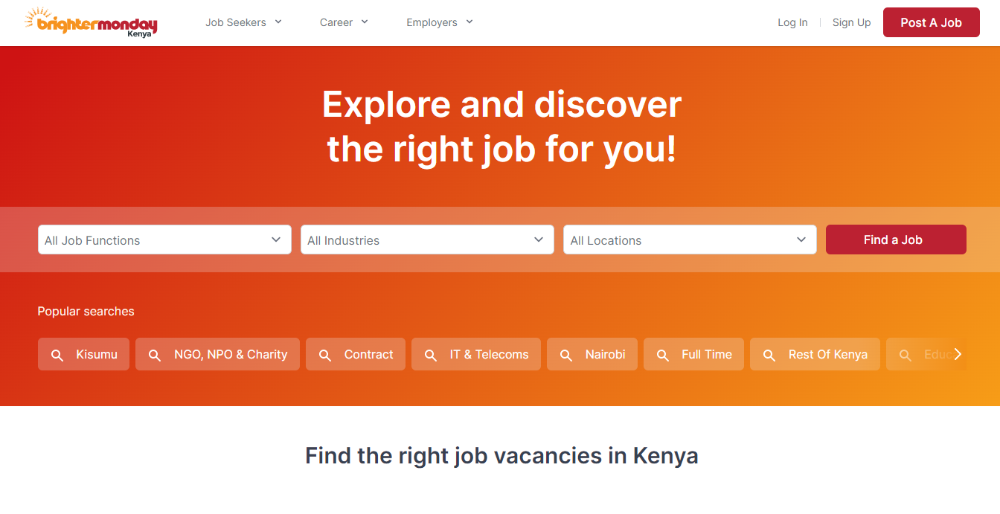 brightermonday
Kenya
Job Seekers
Career
Employers
Log In
Sign Up
Post A Job
Explore and discover
the right job for you!
All Job Functions
All Industries
All Locations
Find a Job
Popular searches
Kisumu
NGO, NPO & Charity
Contract
IT & Telecoms
Nairobi
Full Time
Rest Of Kenya
Educ
Find the right job vacancies in Kenya